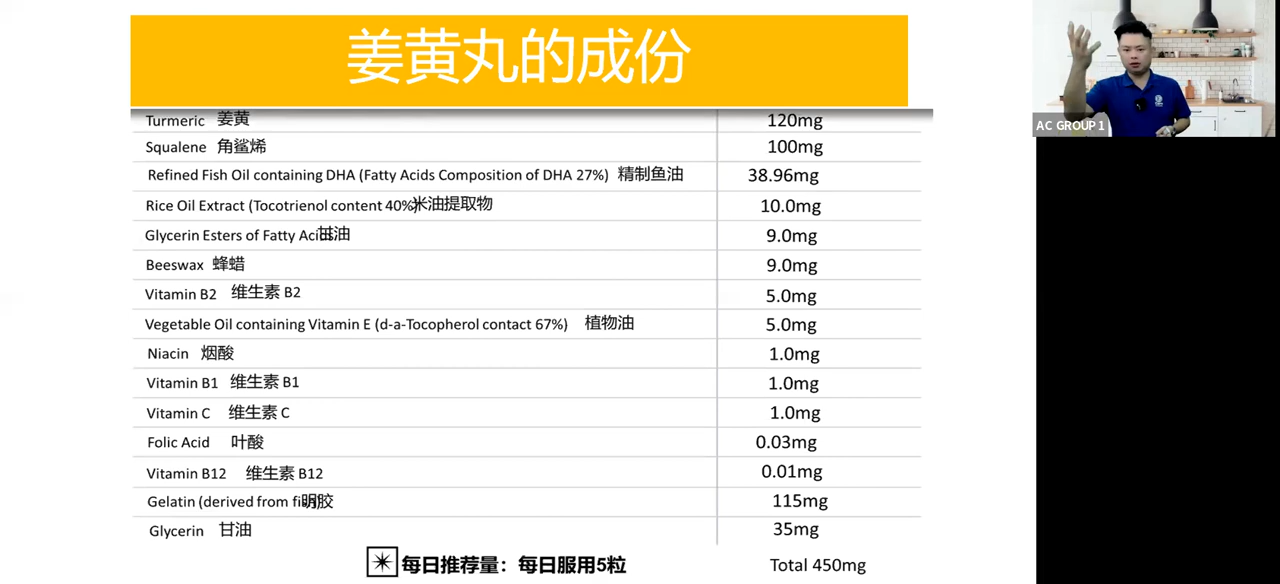 姜黄丸的成份
AC GROUP 1
Turmeric 姜黄 120mg
Squalene 角鲨烯 100mg
Refined Fish Oil containing DHA (Fatty Acids Composition of DHA 27%) 精制鱼油 38.96mg
Rice Oil Extract (Tocotrienol content 40%) 米油提取物 10.0mg
Glycerin Esters of Fatty Acids 甘油 9.0mg
Beeswax 蜂蜡 9.0mg
Vitamin B2 维生素 B2 5.0mg
Vegetable Oil containing Vitamin E (d-a-Tocopherol contact 67%) 植物油 5.0mg
Niacin 烟酸 1.0mg
Vitamin B1 维生素 B1 1.0mg
Vitamin C 维生素 C 1.0mg
Folic Acid 叶酸 0.03mg
Vitamin B12 维生素 B12 0.01mg
Gelatin (derived from fish) 明胶 115mg
Glycerin 甘油 35mg
每日推荐量：每日服用5粒 Total 450mg